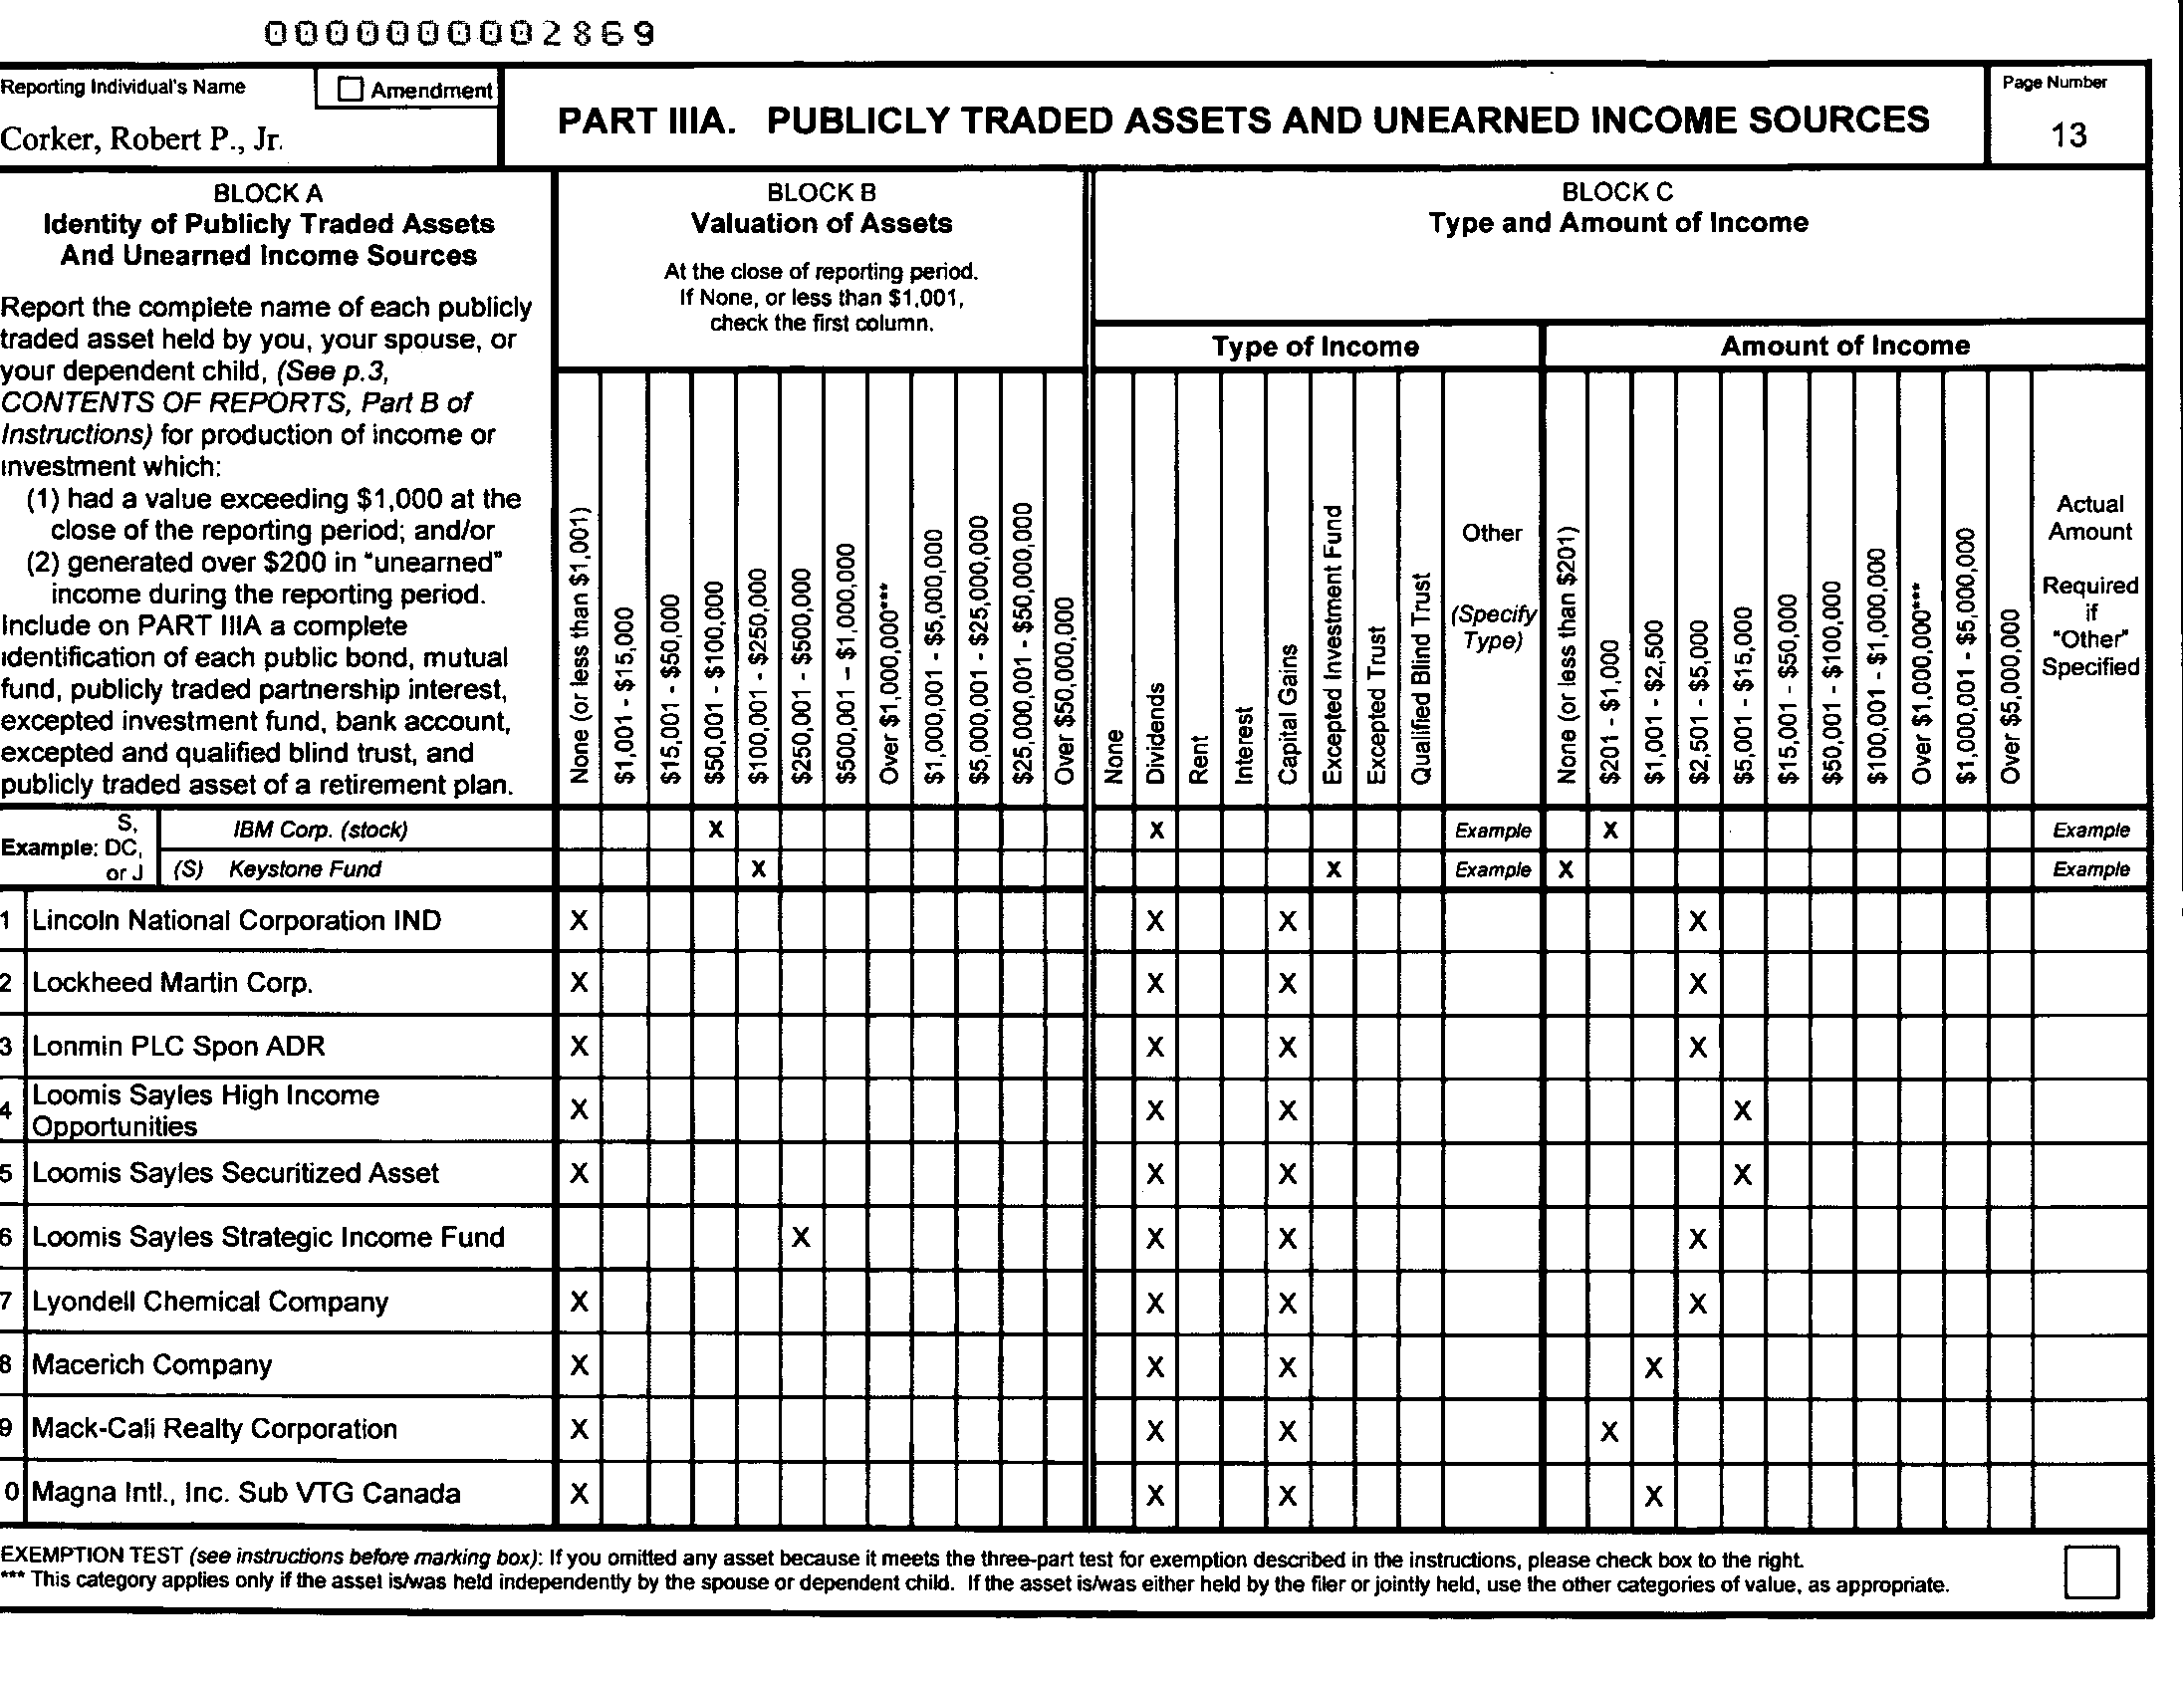 0000000002869
Reporting Individual's Name
☐ Amendment
Corker, Robert P., Jr.
PART IIIA. PUBLICLY TRADED ASSETS AND UNEARNED INCOME SOURCES
Page Number
13
BLOCK A
Identity of Publicly Traded Assets
And Unearned Income Sources
Report the complete name of each publicly
traded asset held by you, your spouse, or
your dependent child, (See p.3,
CONTENTS OF REPORTS, Part B of
Instructions) for production of income or
investment which:
(1) had a value exceeding $1,000 at the
close of the reporting period; and/or
(2) generated over $200 in "unearned"
income during the reporting period.
Include on PART IIIA a complete
identification of each public bond, mutual
fund, publicly traded partnership interest,
excepted investment fund, bank account,
excepted and qualified blind trust, and
publicly traded asset of a retirement plan.
BLOCK B
Valuation of Assets
At the close of reporting period.
If None, or less than $1,001,
check the first column.
None (or less than $1,001)
$1,001 - $15,000
$15,001 - $50,000
$50,001 - $100,000
$100,001 - $250,000
$250,001 - $500,000
$500,001 – $1,000,000
Over $1,000,000***
$1,000,001 - $5,000,000
$5,000,001 - $25,000,000
$25,000,001 - $50,000,000
Over $50,000,000
BLOCK C
Type and Amount of Income
Type of Income
None
Dividends
Rent
Interest
Capital Gains
Excepted Investment Fund
Excepted Trust
Qualified Blind Trust
Other
(Specify
Type)
Amount of Income
None (or less than $201)
$201 - $1,000
$1,001 - $2,500
$2,501 - $5,000
$5,001 - $15,000
$15,001 - $50,000
$50,001 - $100,000
$100,001 - $1,000,000
Over $1,000,000***
$1,000,001 - $5,000,000
Over $5,000,000
Actual
Amount
Required
if
"Other"
Specified
Example: S, DC, or J
IBM Corp. (stock) X X Example X Example
(S) Keystone Fund X X Example X Example
1 Lincoln National Corporation IND X X X X
2 Lockheed Martin Corp. X X X X
3 Lonmin PLC Spon ADR X X X X
4 Loomis Sayles High Income
Opportunities X X X X
5 Loomis Sayles Securitized Asset X X X X
6 Loomis Sayles Strategic Income Fund X X X X
7 Lyondell Chemical Company X X X X
8 Macerich Company X X X X
9 Mack-Cali Realty Corporation X X X X
0 Magna Intl., Inc. Sub VTG Canada X X X X
EXEMPTION TEST (see instructions before marking box): If you omitted any asset because it meets the three-part test for exemption described in the instructions, please check box to the right.
*** This category applies only if the asset is/was held independently by the spouse or dependent child. If the asset is/was either held by the filer or jointly held, use the other categories of value, as appropriate.